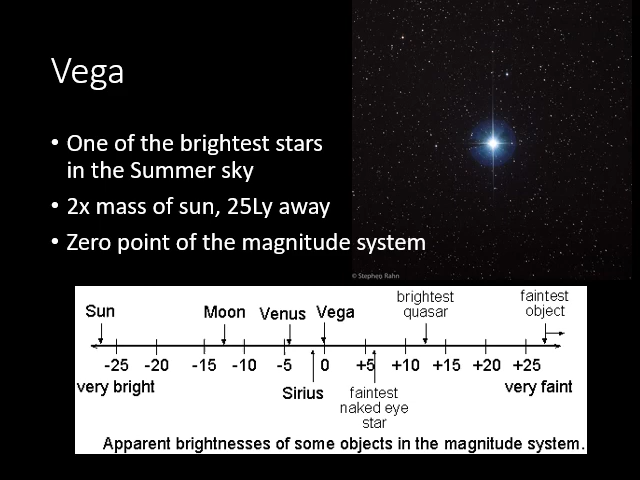 Vega
• One of the brightest stars
in the Summer sky
• 2x mass of sun, 25Ly away
• Zero point of the magnitude system
© Stephen Rahn
Sun Moon Venus Vega brightest quasar faintest object
-25 -20 -15 -10 -5 0 +5 +10 +15 +20 +25
very bright Sirius faintest naked eye star very faint
Apparent brightnesses of some objects in the magnitude system.